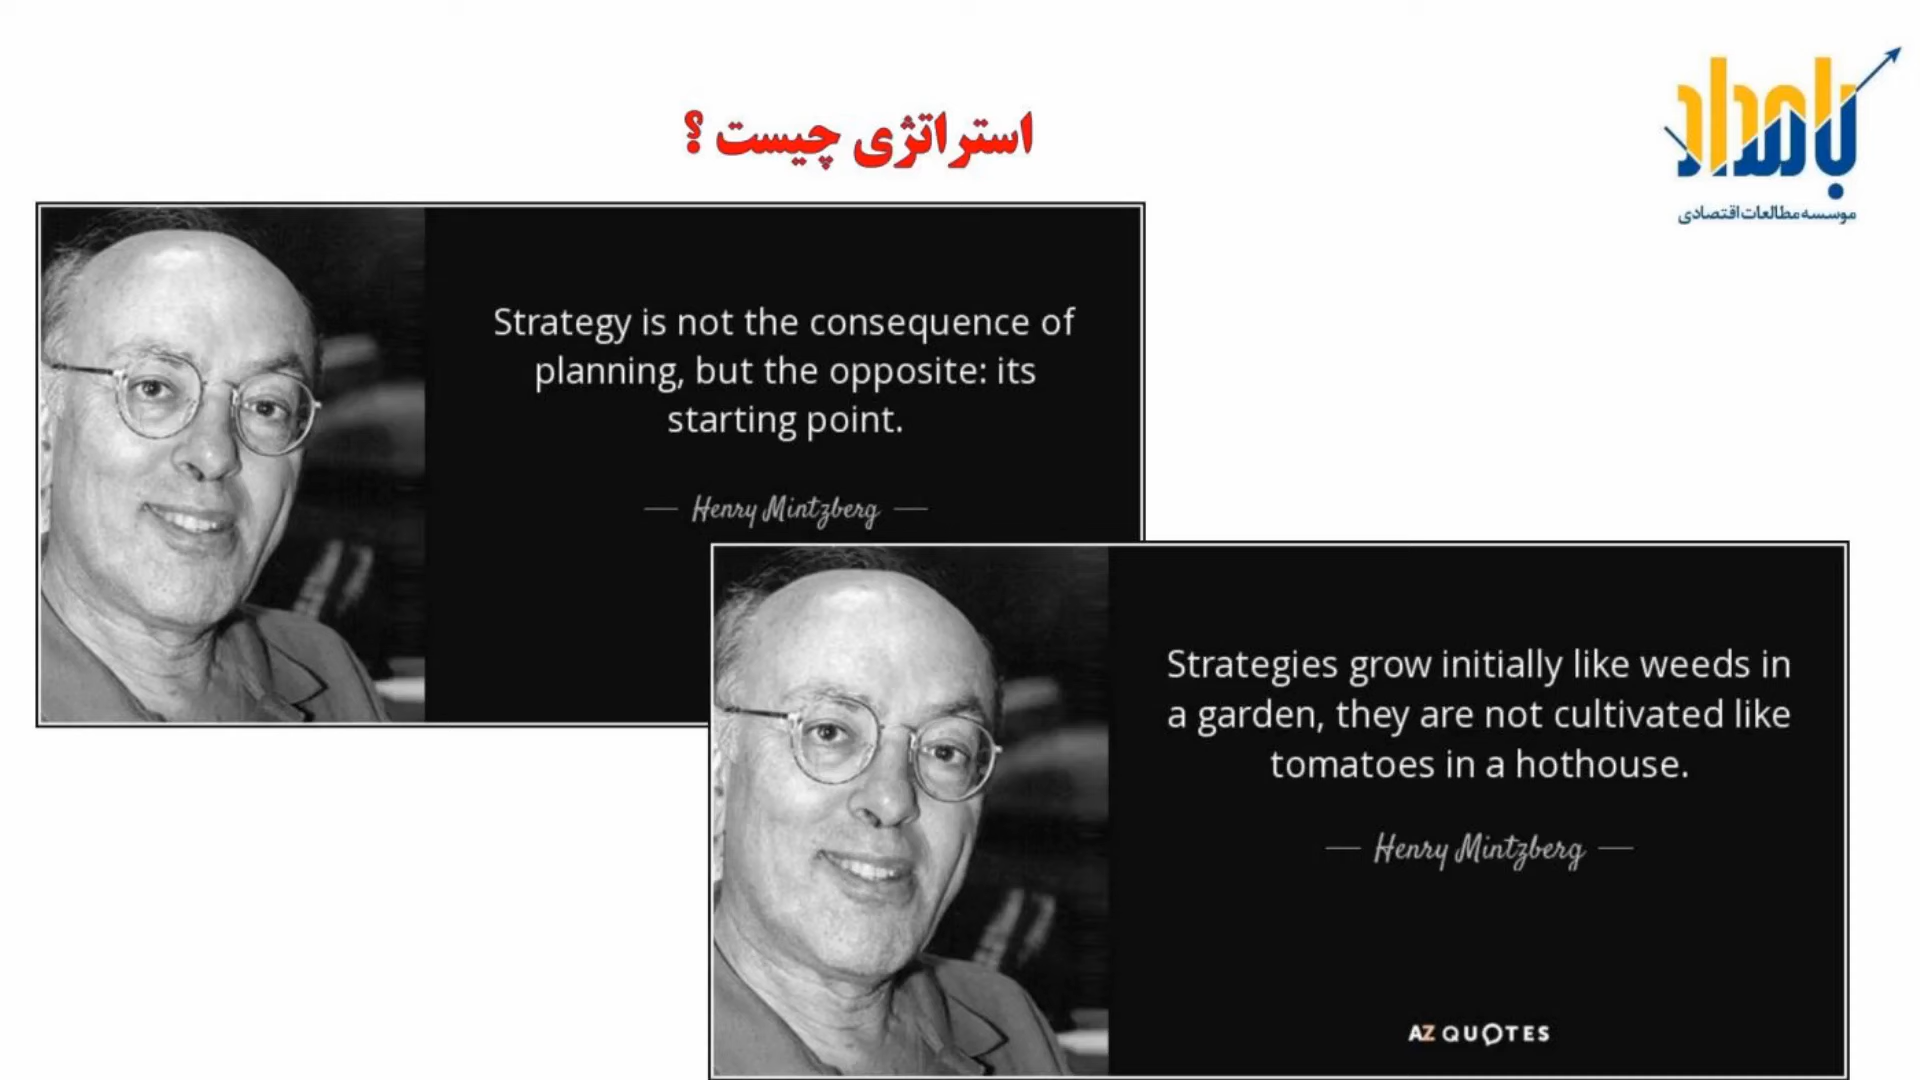 استراتژی چیست ؟
بامداد
موسسه مطالعات اقتصادی
Strategy is not the consequence of
planning, but the opposite: its
starting point.
Henry Mintzberg
Strategies grow initially like weeds in
a garden, they are not cultivated like
tomatoes in a hothouse.
Henry Mintzberg
AZ QUOTES